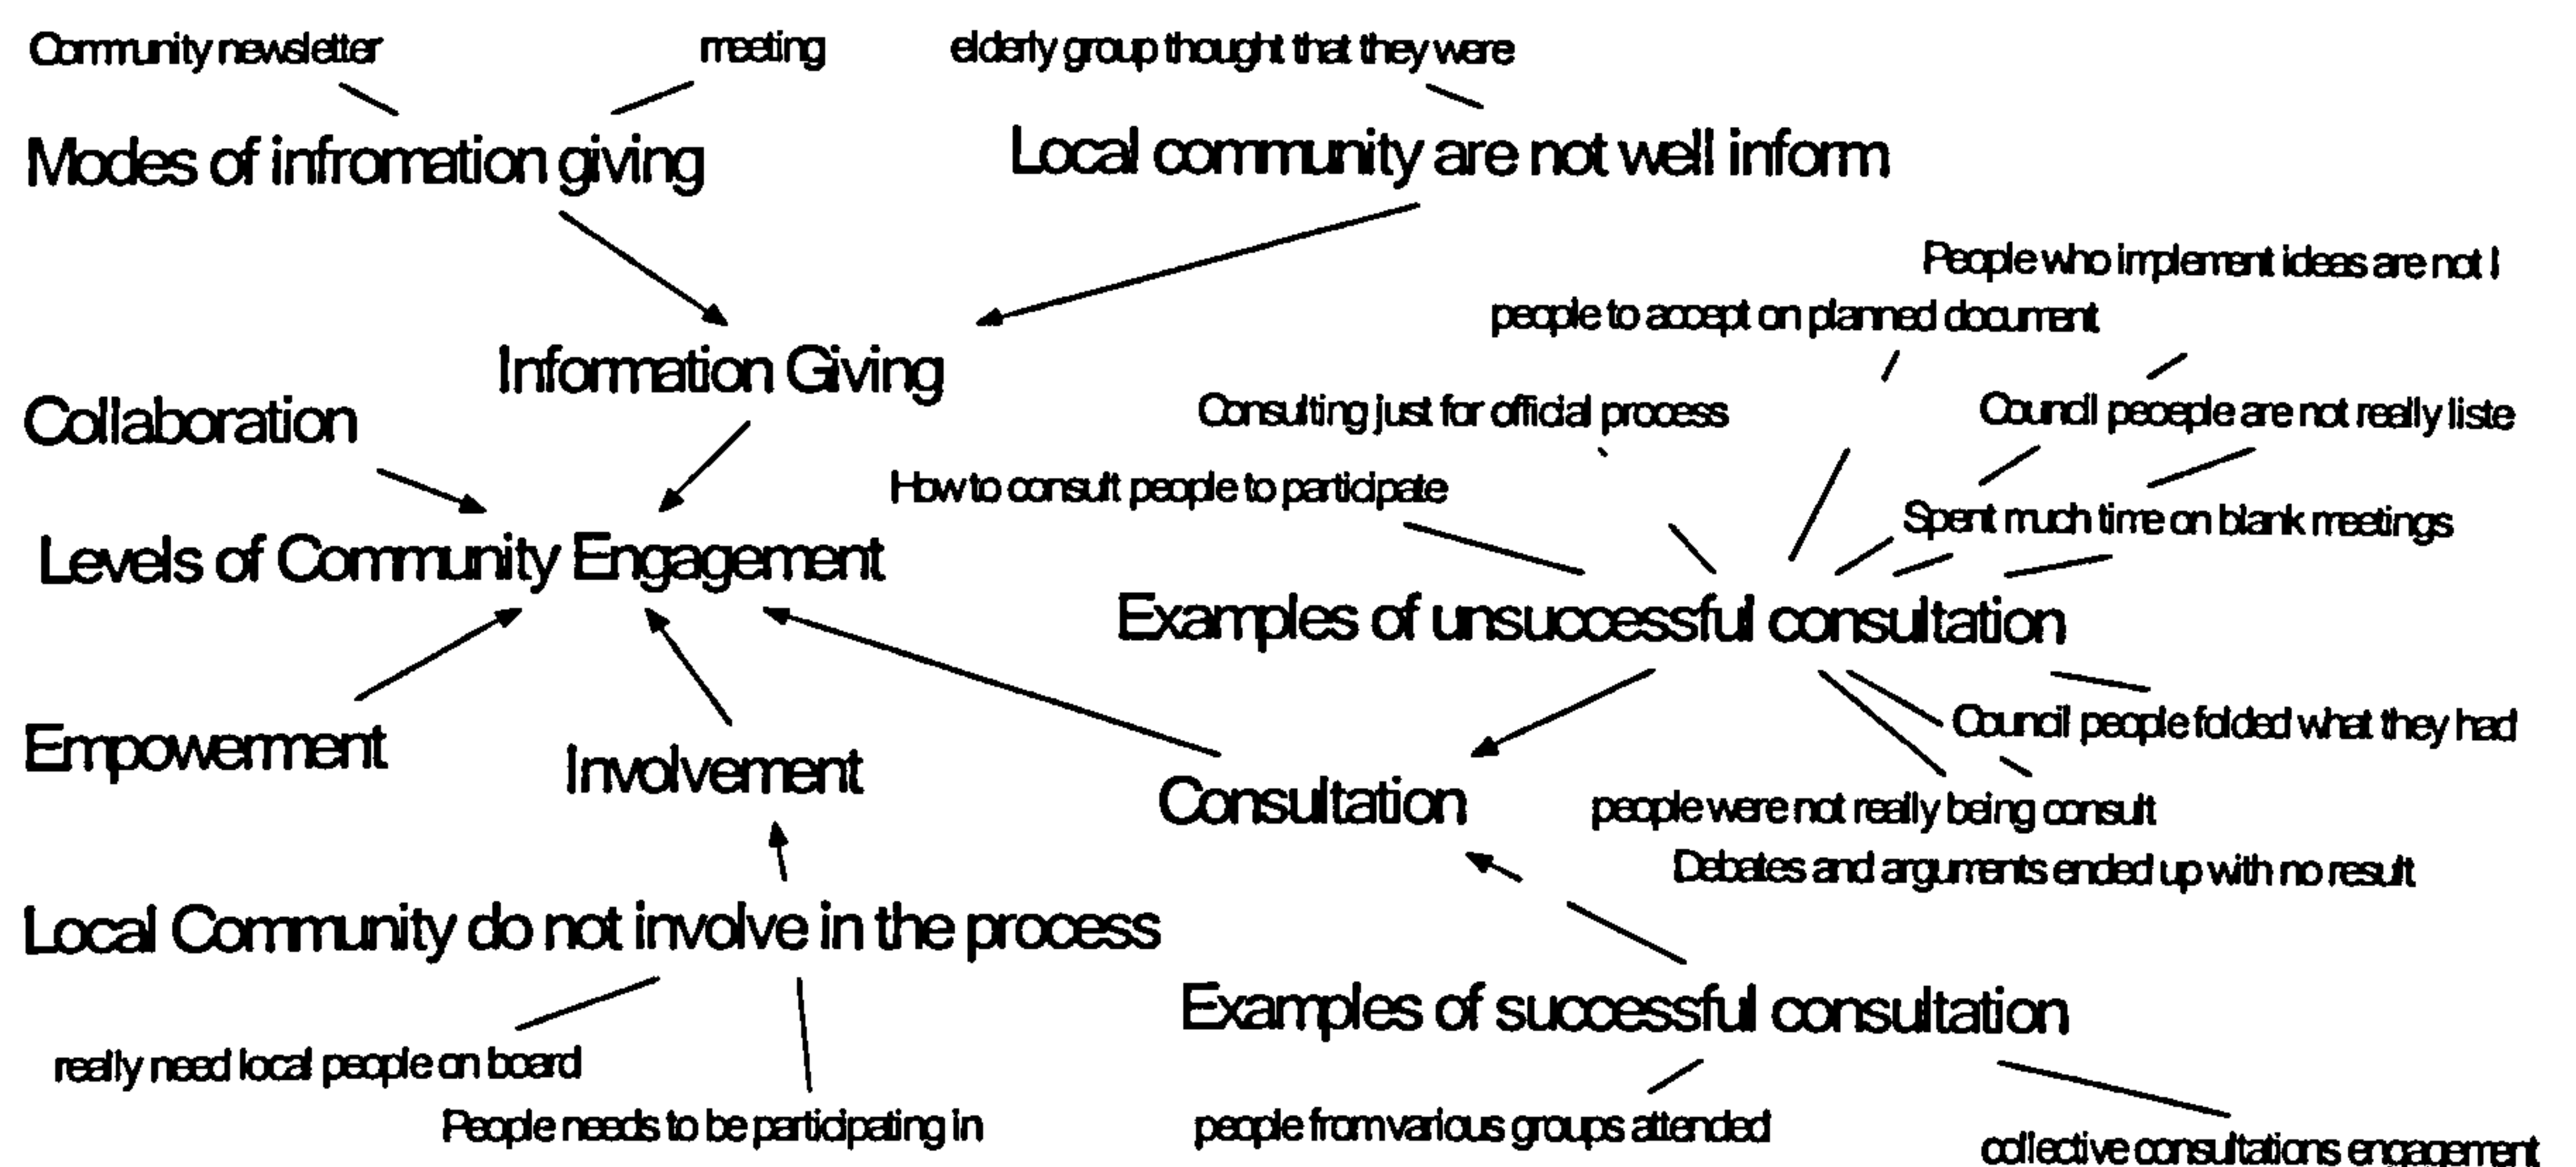 Community newsletter
meeting
elderly group thought that they were
Modes of infromation giving
Local community are not well inform
People who implement ideas are not l
people to accept on planned document
Information Giving
Collaboration
Consulting just for official process
Council peceple are not really liste
How to consult people to participate
Spent much time on blank meetings
Levels of Community Engagement
Examples of unsuccessful consultation
Empowerment
Involvement
Council people folded what they had
Consultation
people were not really being consult
Debates and arguments ended up with no result
Local Community do not involve in the process
Examples of successful consultation
really need local people on board
People needs to be participating in
people from various groups attended
collective consultations engagement